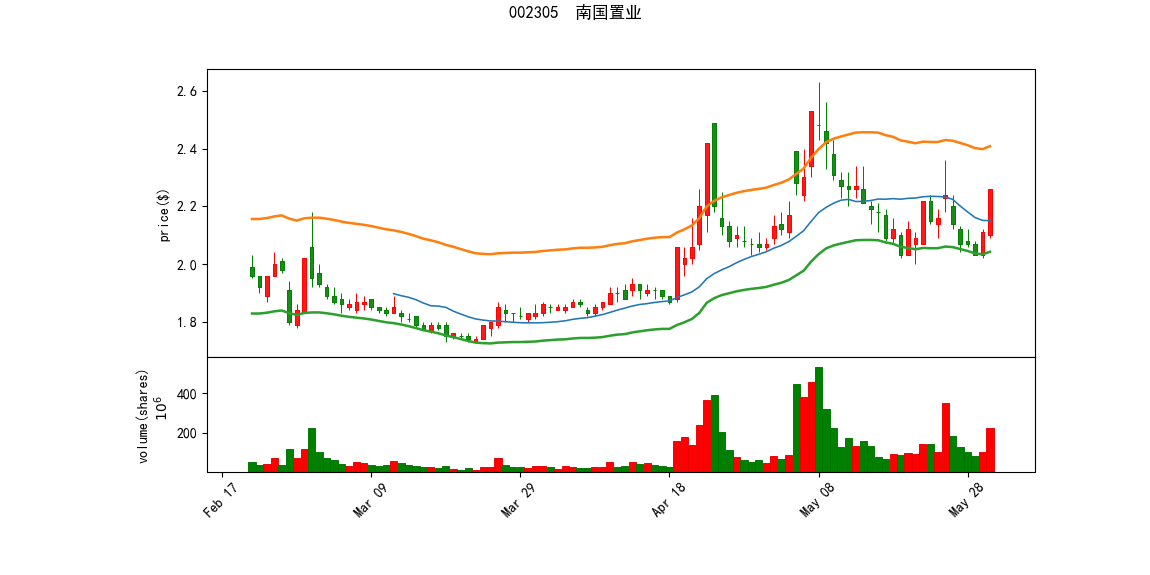 002305 南国置业
price($)
2.6
2.4
2.2
2.0
1.8
volume(shares)
10^6
400
200
Feb 17
Mar 09
Mar 29
Apr 18
May 08
May 28